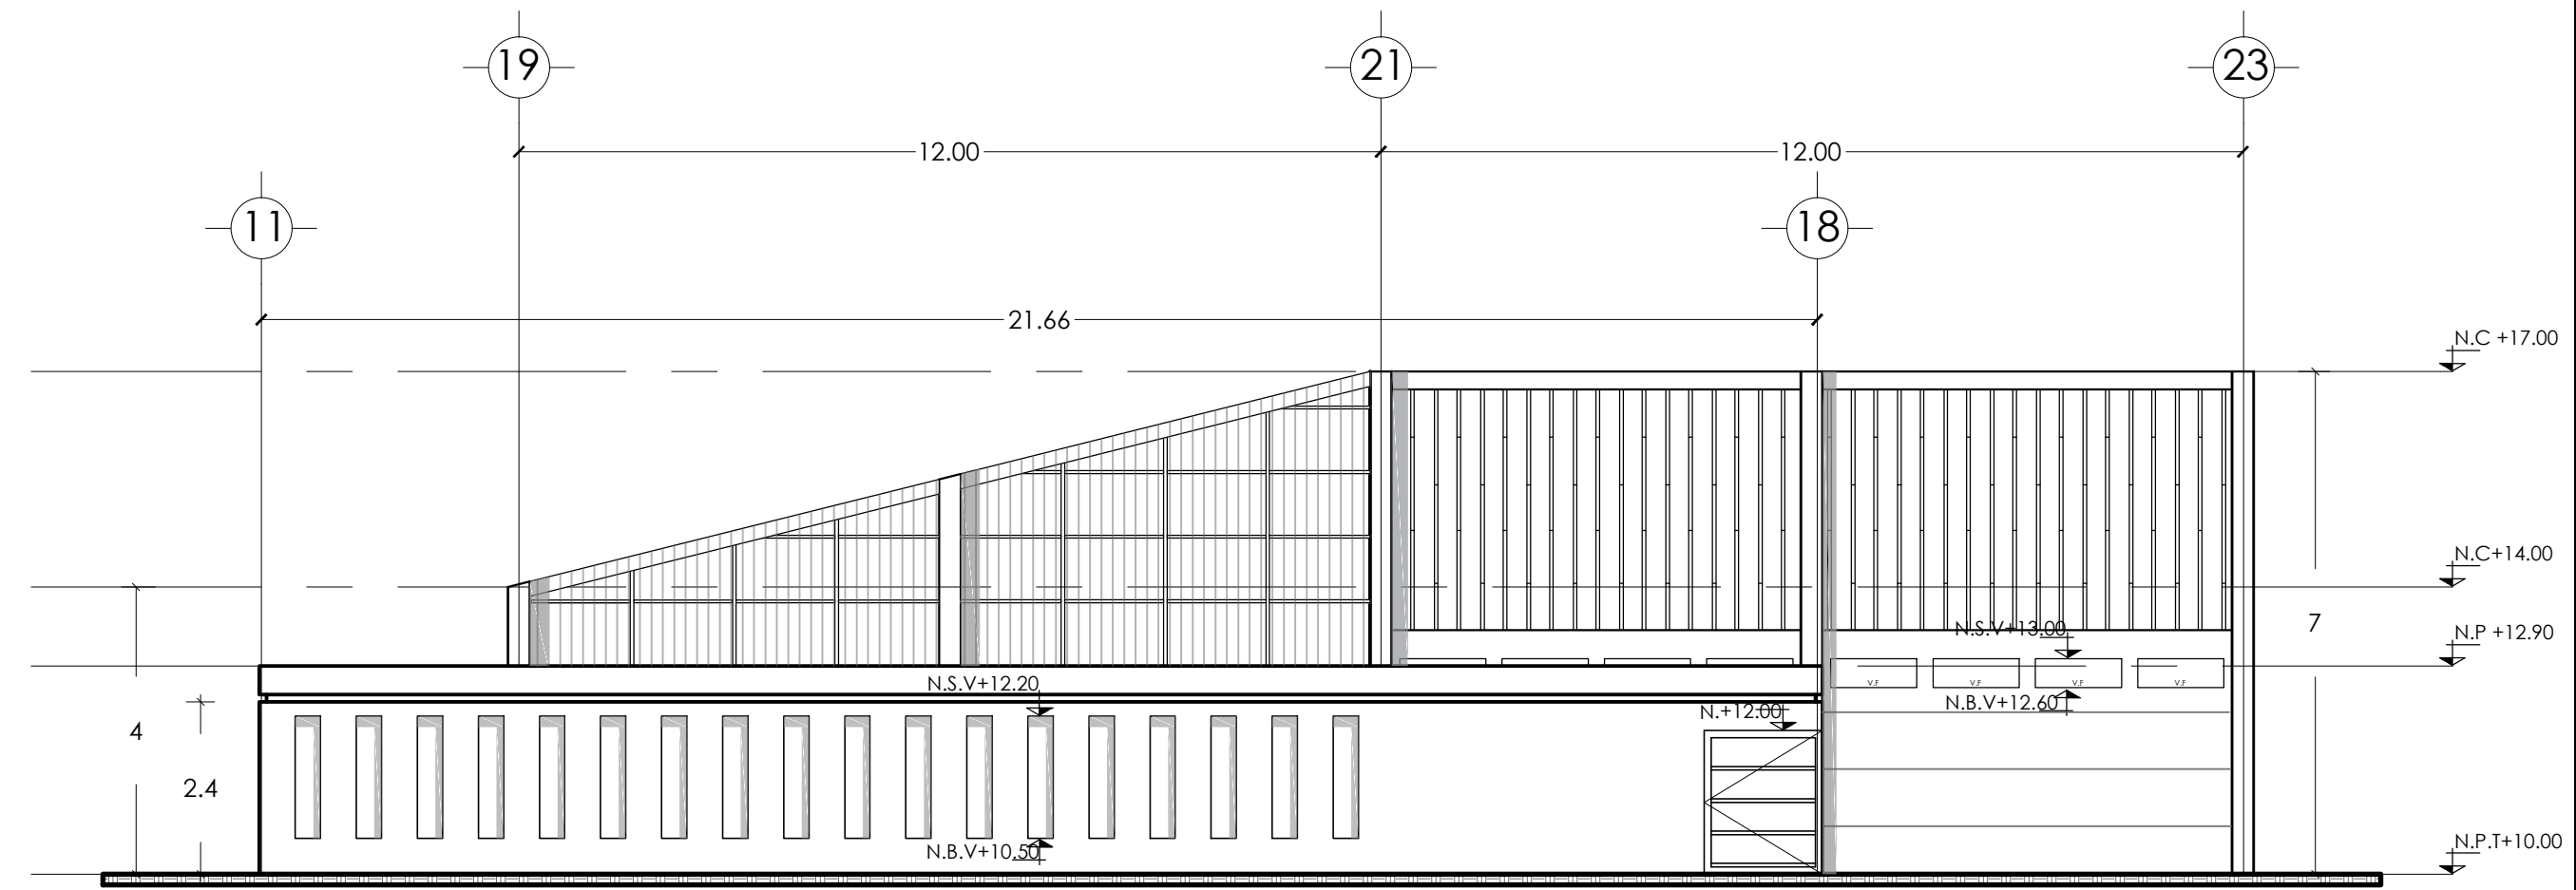 19
21
23
12.00
12.00
11
18
21.66
N.C +17.00
N.C+14.00
N.S.V+13.00
7
N.P +12.90
N.S.V+12.20
V.F
V.F
V.F
V.F
N.B.V+12.60
N.+12.00
4
2.4
N.B.V+10.50
N.P.T+10.00